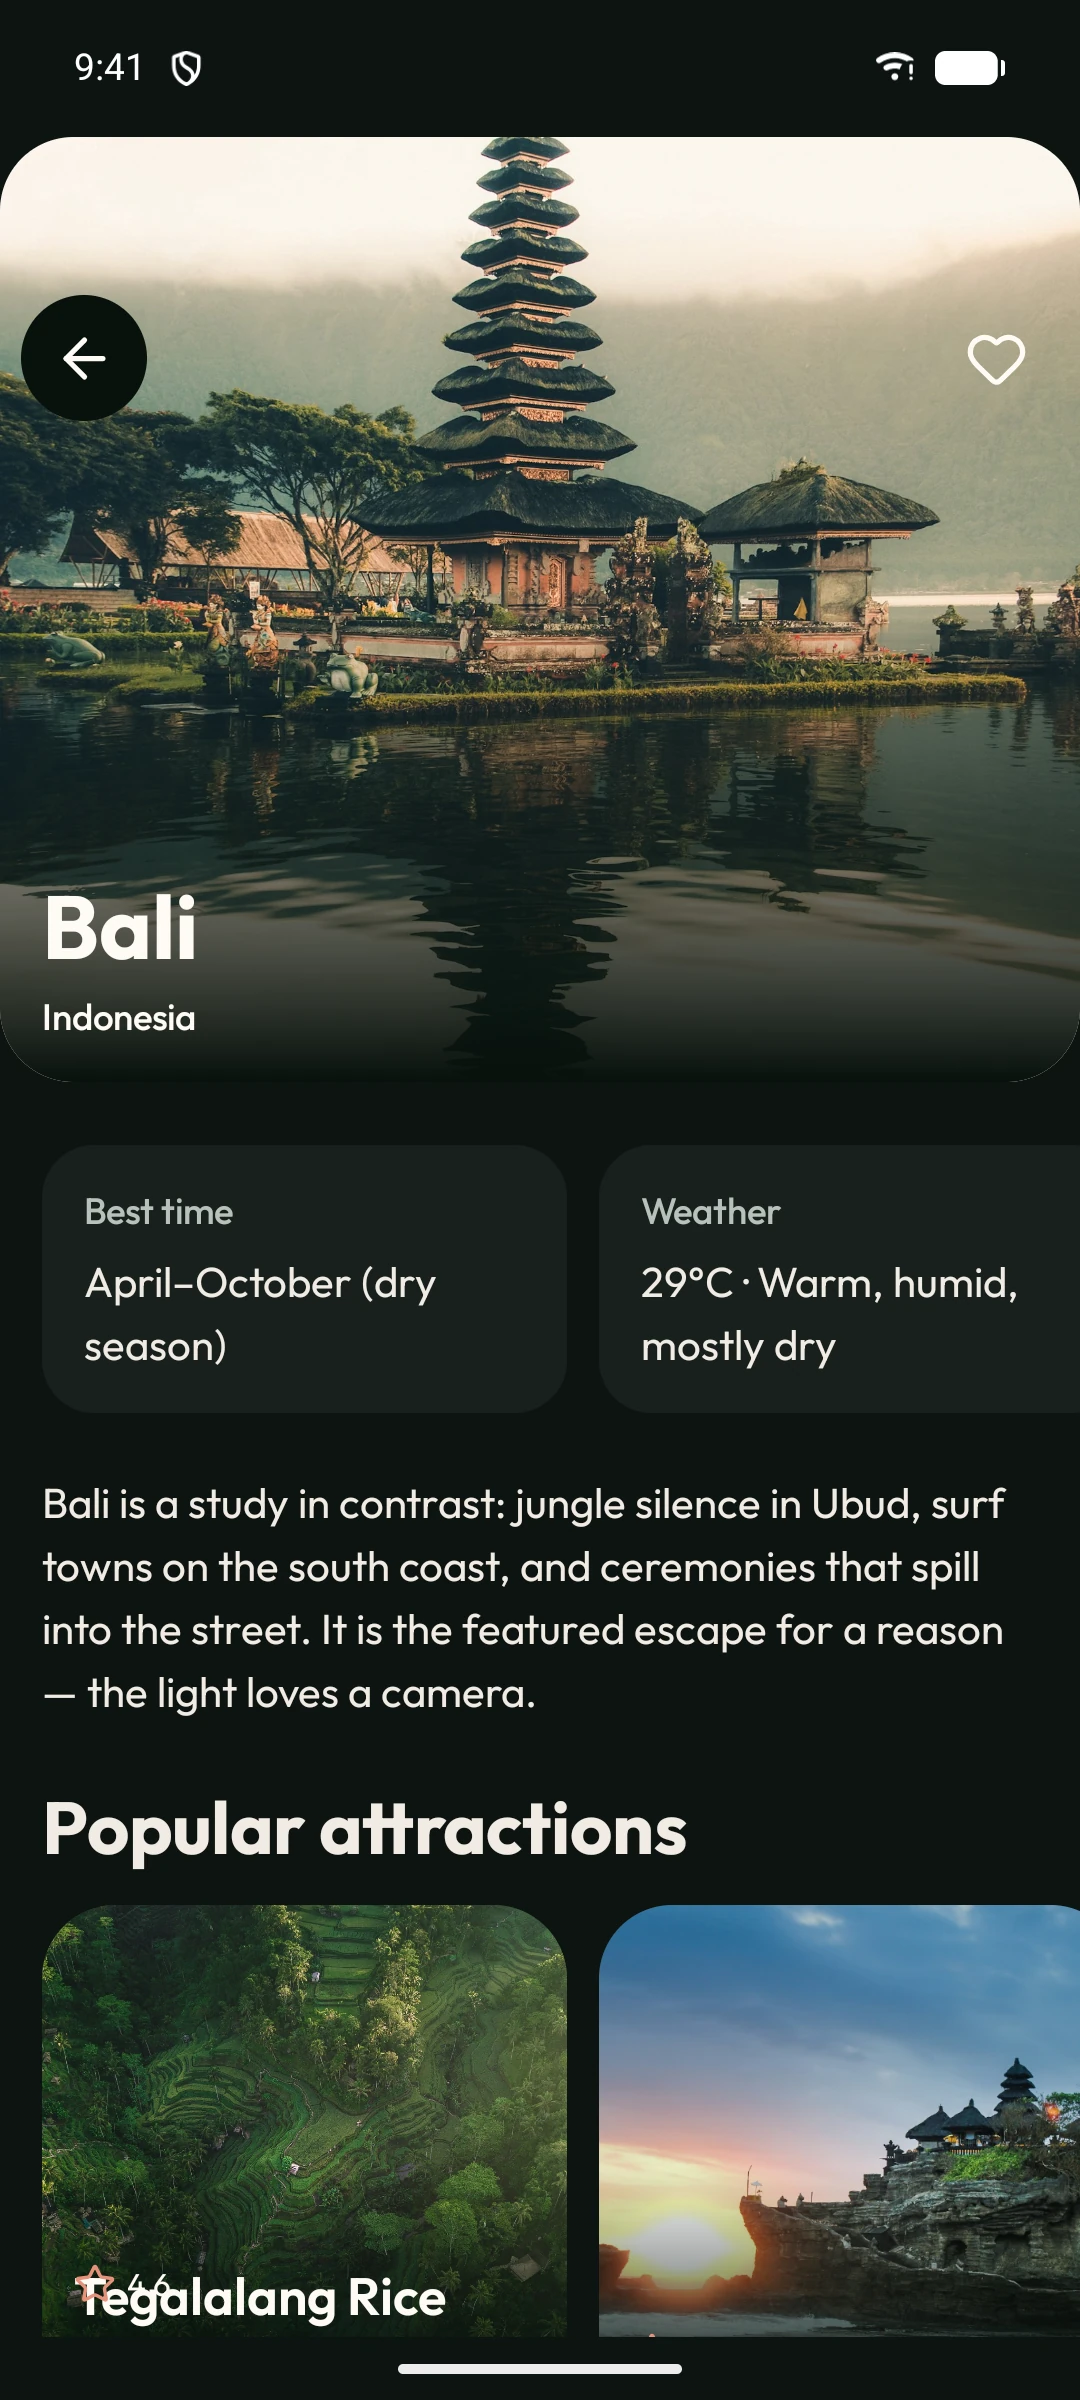 9:41
Bali
Indonesia
Best time
April–October (dry
season)
Weather
29°C · Warm, humid,
mostly dry
Bali is a study in contrast: jungle silence in Ubud, surf
towns on the south coast, and ceremonies that spill
into the street. It is the featured escape for a reason
— the light loves a camera.
Popular attractions
4.6
Tegalalang Rice